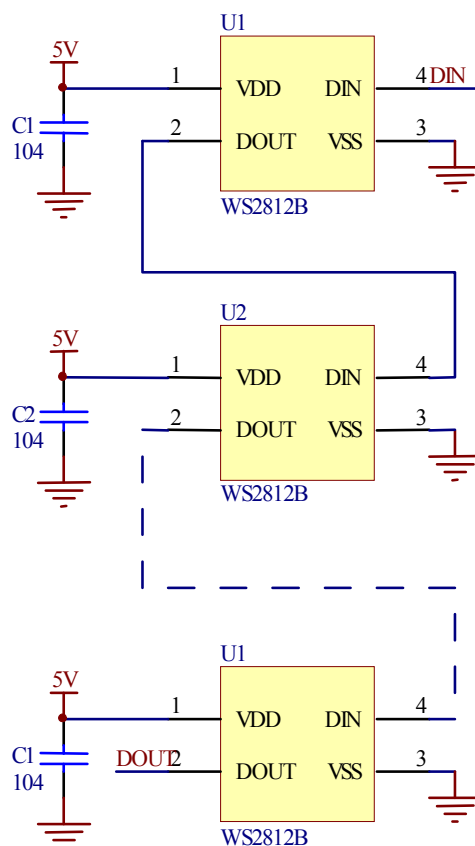 U1
5V
1 VDD DIN 4 DIN
C1
104
2 DOUT VSS 3
WS2812B
U2
5V
1 VDD DIN 4
C2
104
2 DOUT VSS 3
WS2812B
U1
5V
1 VDD DIN 4
C1
104
DOUT 2 DOUT VSS 3
WS2812B